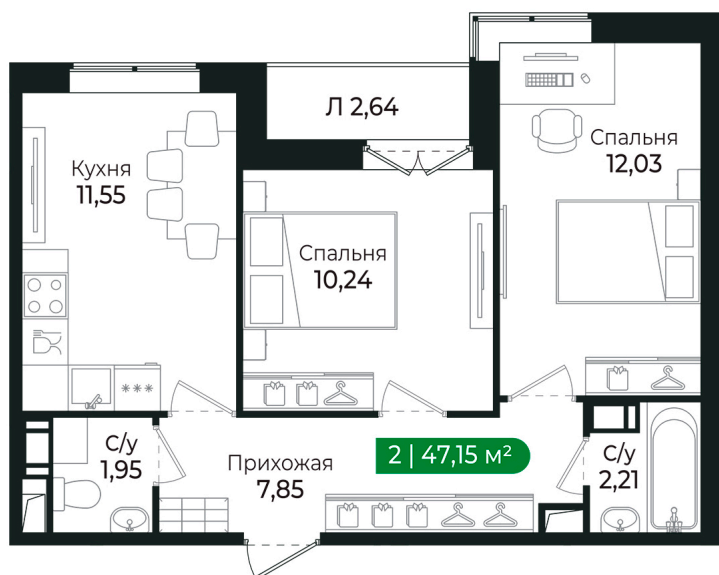 Л 2,64
Спальня
12,03
Кухня
11,55
Спальня
10,24
С/у
1,95
Прихожая
7,85
2 | 47,15 м²
С/у
2,21